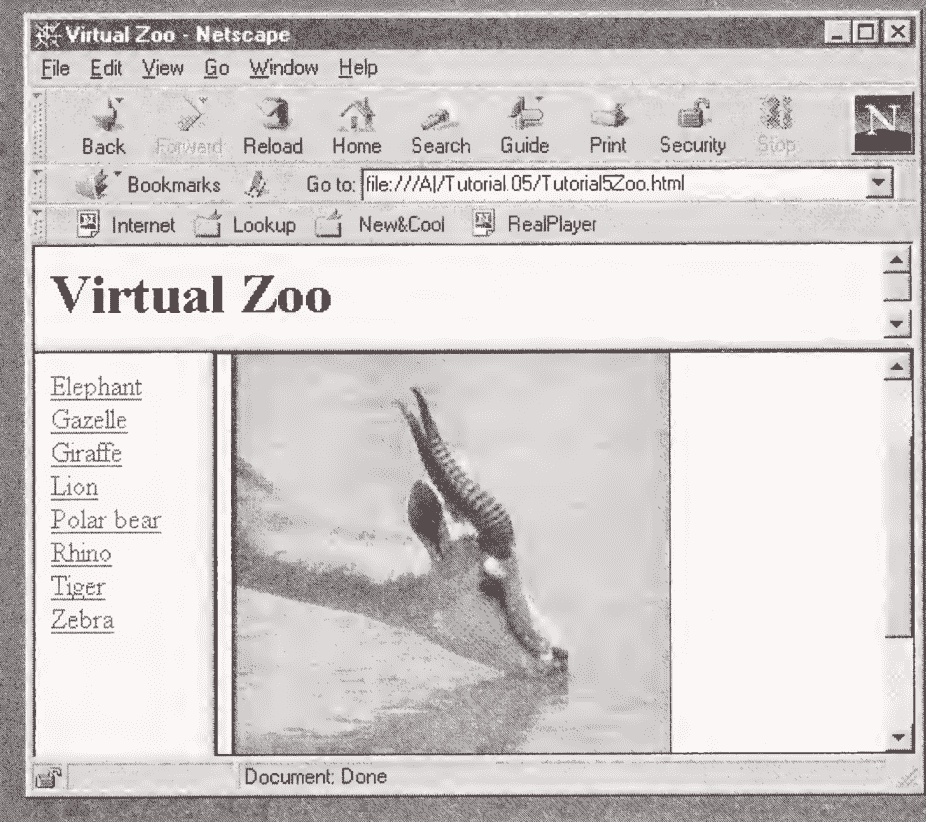 Virtual Zoo - Netscape
File Edit View Go Window Help
N
Back Forward Reload Home Search Guide Print Security Stop
Bookmarks Go to: file:///A|/Tutorial.05/Tutorial5Zoo.html
Internet Lookup New&Cool RealPlayer
Virtual Zoo
Elephant
Gazelle
Giraffe
Lion
Polar bear
Rhino
Tiger
Zebra
Document: Done